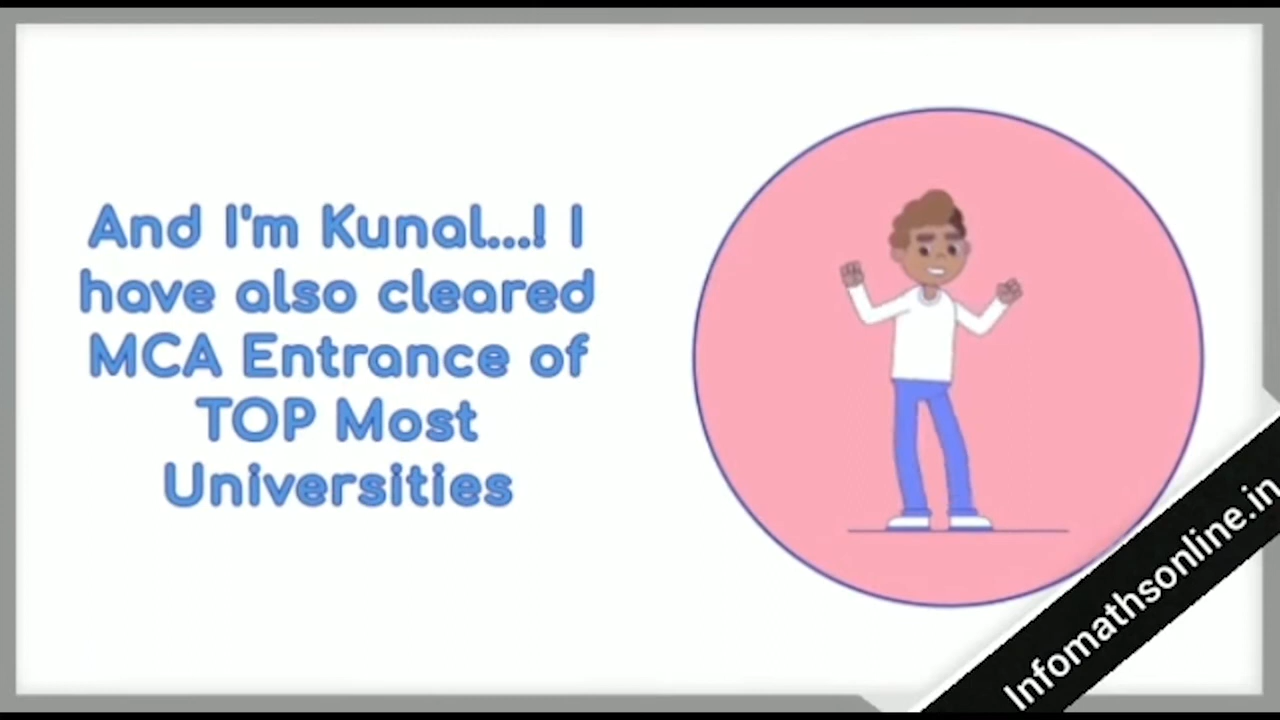 And I'm Kunal...! I
have also cleared
MCA Entrance of
TOP Most
Universities
Infomathsonline.in